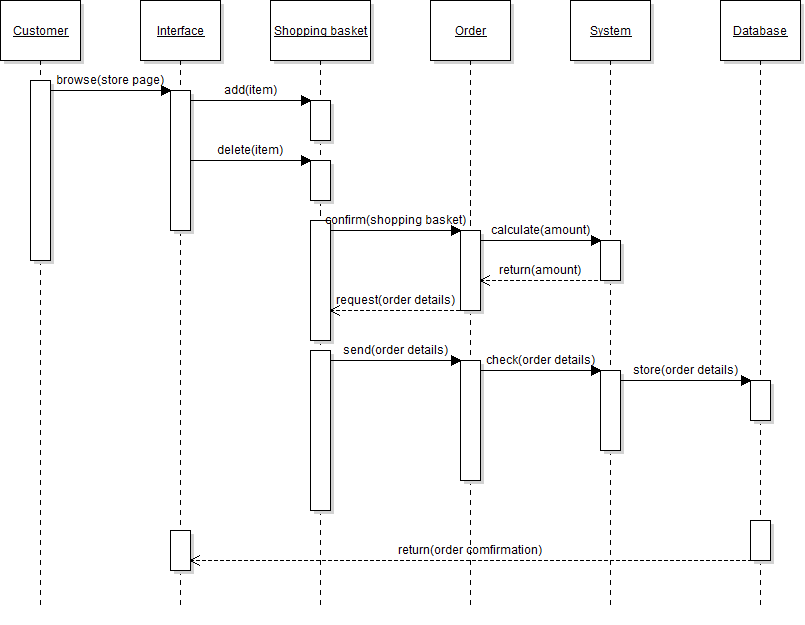 Customer
Interface
Shopping basket
Order
System
Database
browse(store page)
add(item)
delete(item)
confirm(shopping basket)
calculate(amount)
return(amount)
request(order details)
send(order details)
check(order details)
store(order details)
return(order comfirmation)